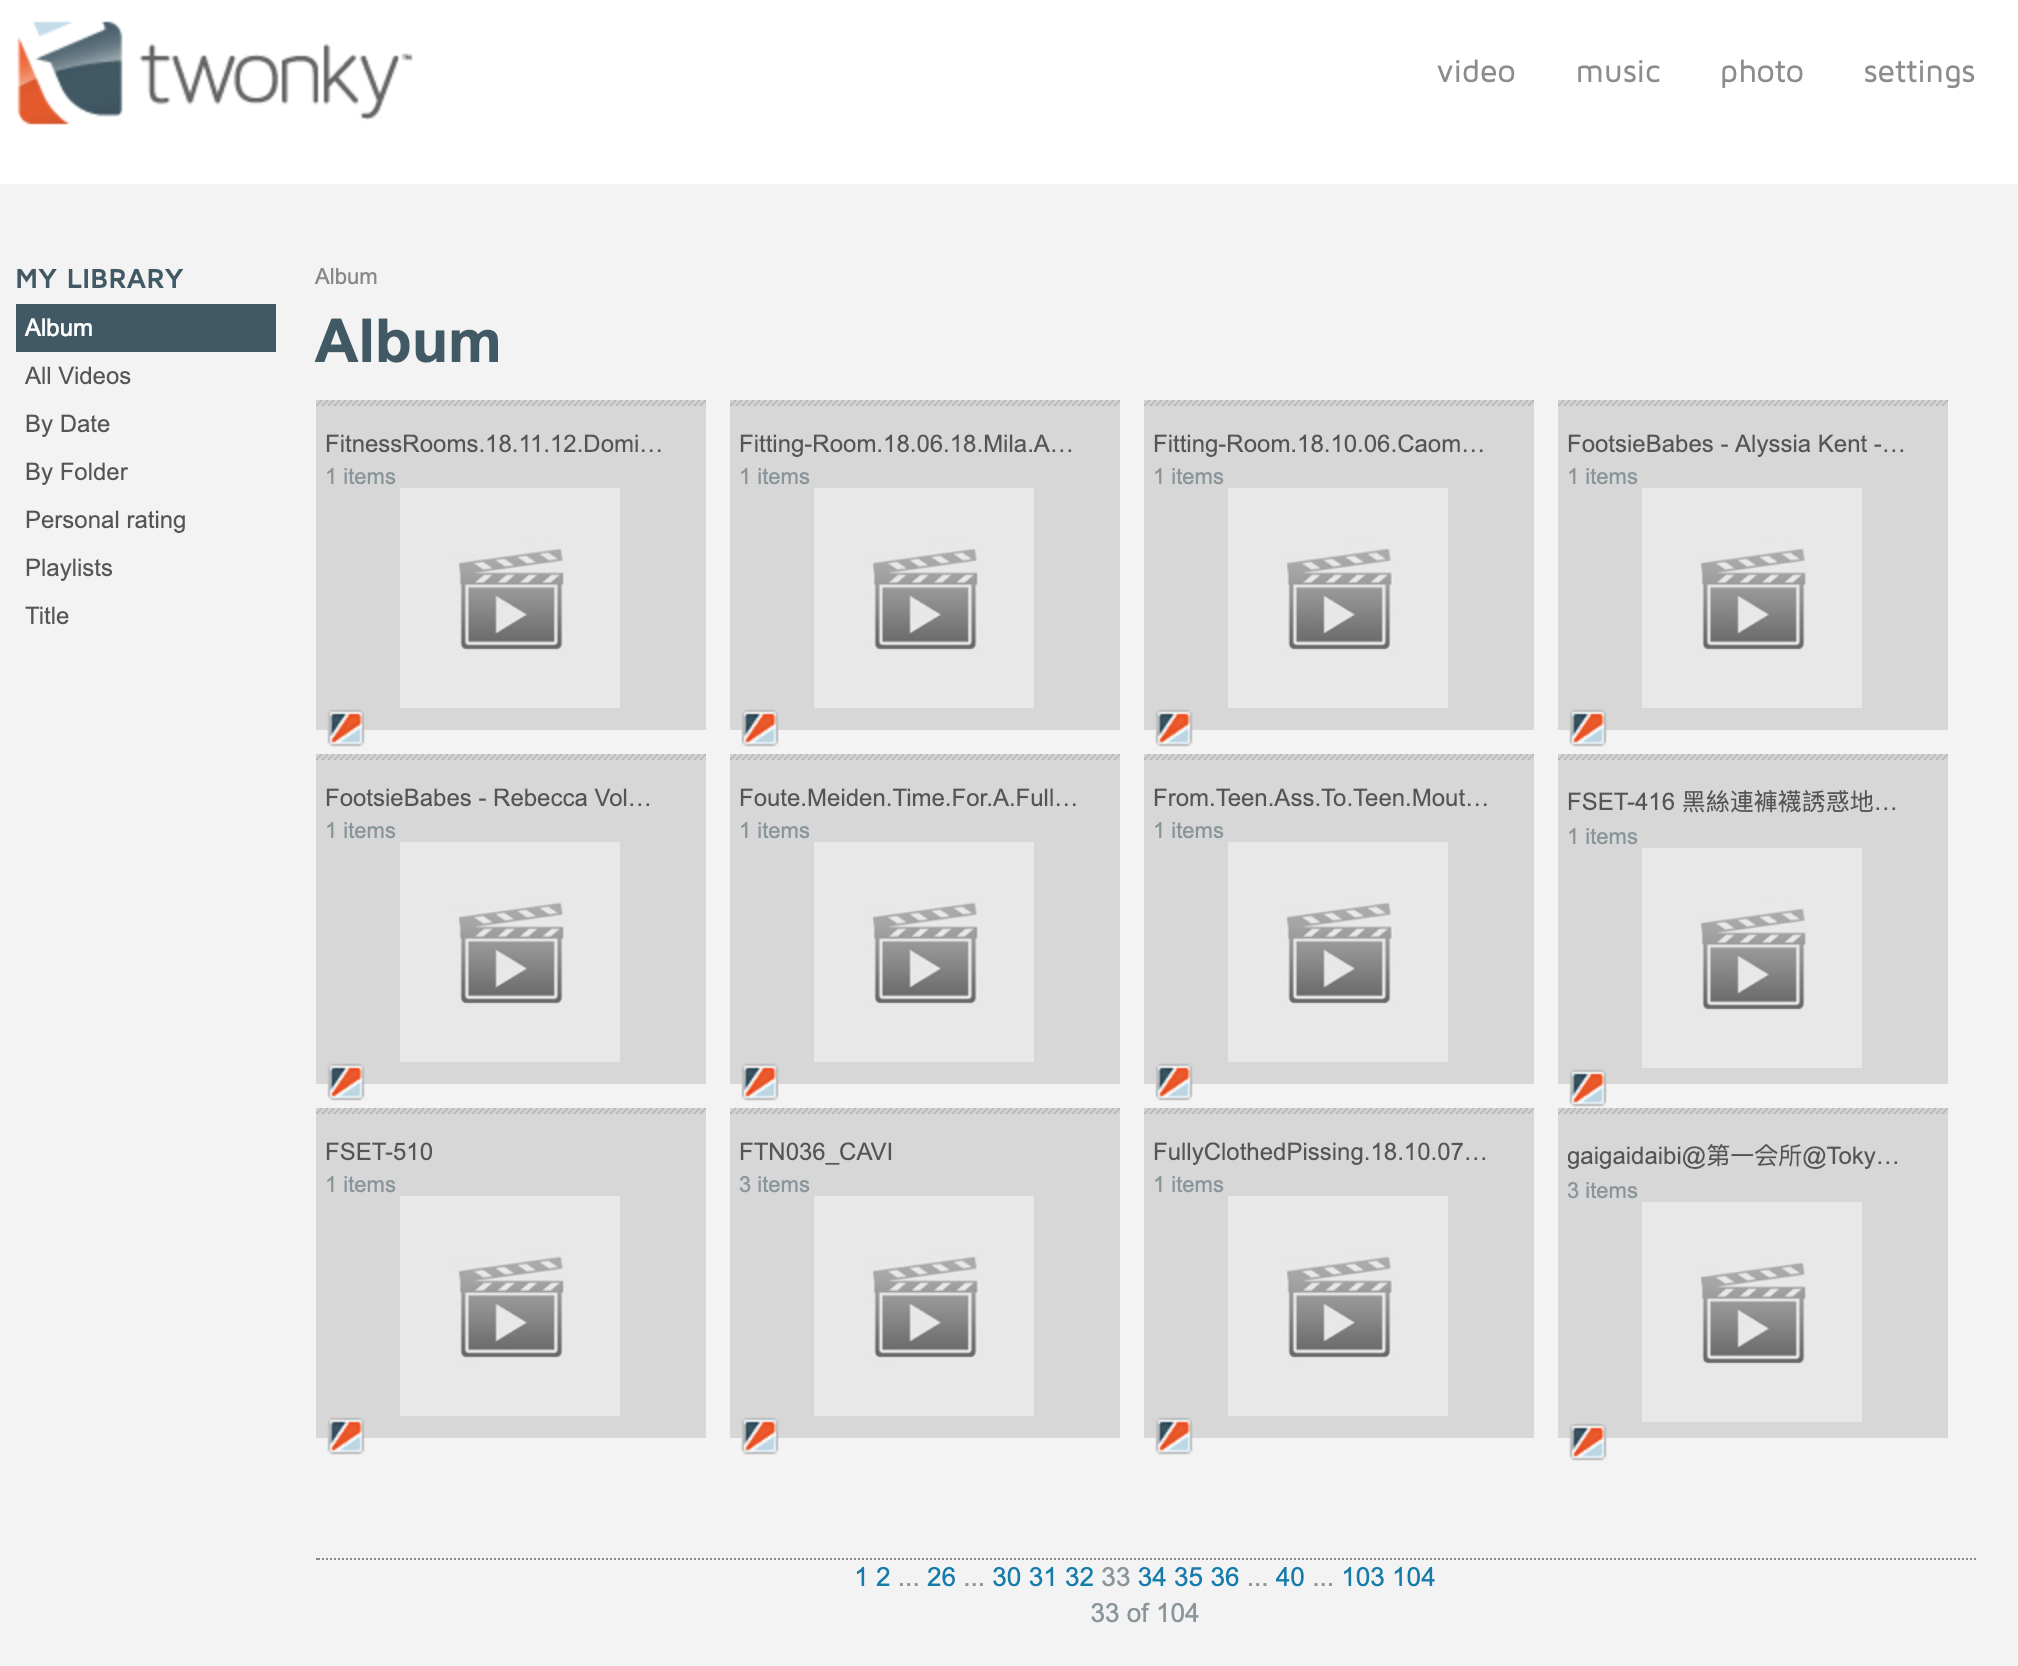 twonky™
video music photo settings
MY LIBRARY
Album
All Videos
By Date
By Folder
Personal rating
Playlists
Title
Album
Album
FitnessRooms.18.11.12.Domi…
1 items
Fitting-Room.18.06.18.Mila.A…
1 items
Fitting-Room.18.10.06.Caom…
1 items
FootsieBabes - Alyssia Kent -…
1 items
FootsieBabes - Rebecca Vol…
1 items
Foute.Meiden.Time.For.A.Full…
1 items
From.Teen.Ass.To.Teen.Mout…
1 items
FSET-416 黑絲連褲襪誘惑地…
1 items
FSET-510
1 items
FTN036_CAVI
3 items
FullyClothedPissing.18.10.07…
1 items
gaigaidaibi@第一会所@Toky…
3 items
1 2 ... 26 ... 30 31 32 33 34 35 36 ... 40 ... 103 104
33 of 104